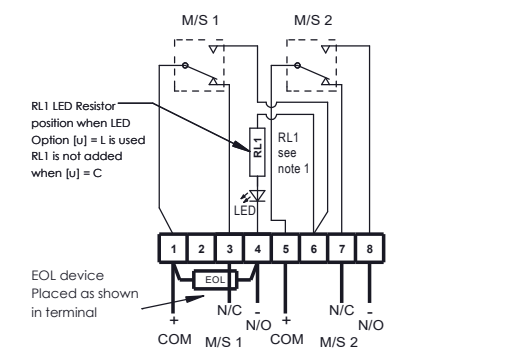 M/S 1
M/S 2
RL1 LED Resistor
position when LED
Option [u] = L is used
RL1 is not added
when [u] = C
RL1
RL1
see
note 1
LED
1 2 3 4 5 6 7 8
EOL device
Placed as shown
in terminal
EOL
+
COM
N/C
M/S 1
-
N/O
+
COM
N/C
M/S 2
-
N/O